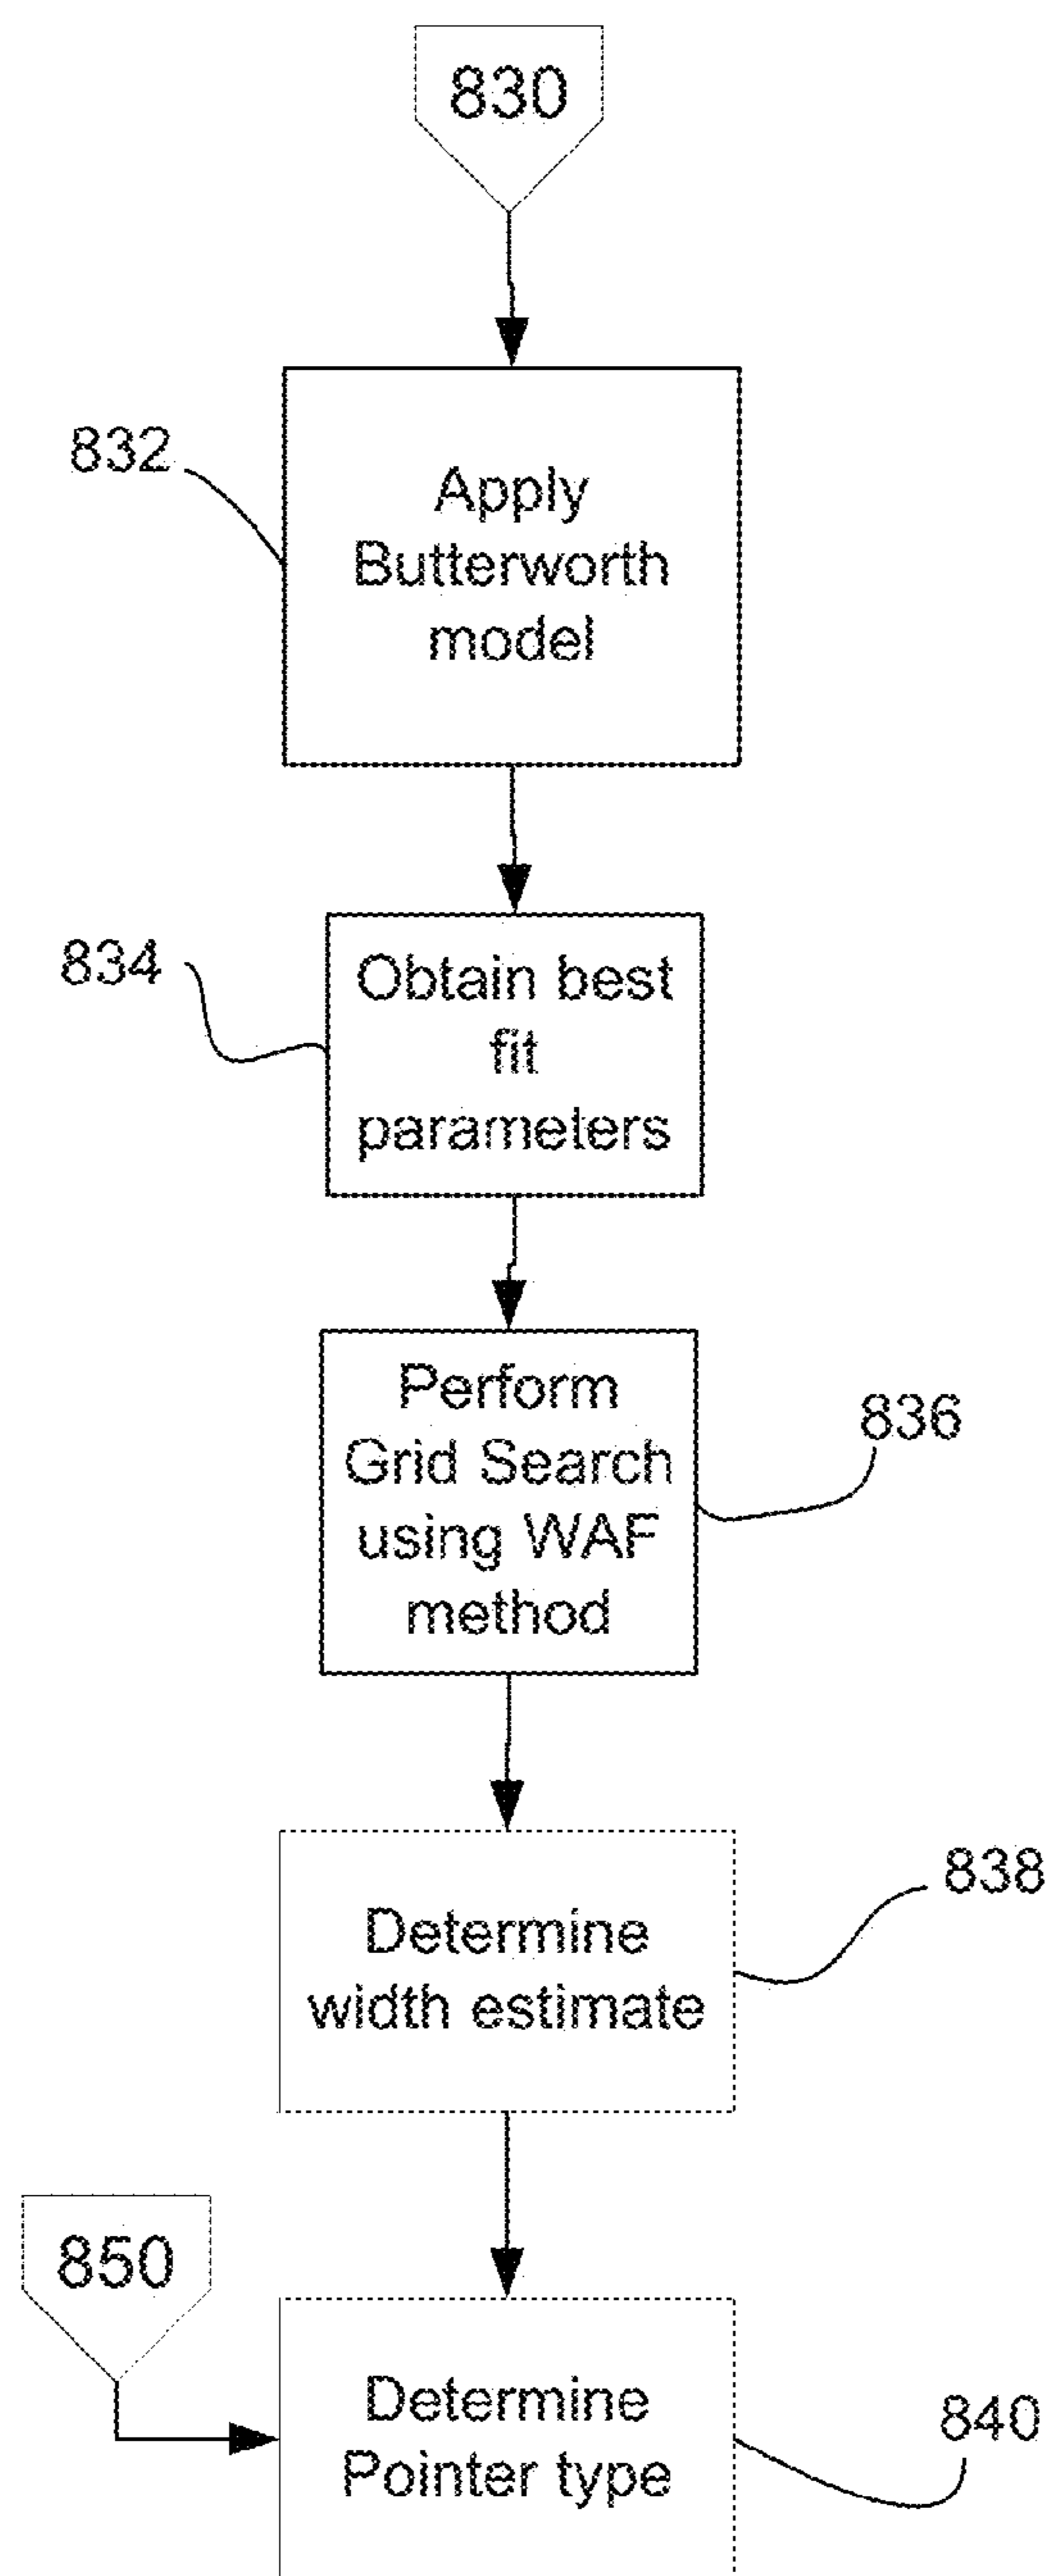 830
832
Apply
Butterworth
model
834
Obtain best
fit
parameters
Perform
Grid Search
using WAF
method
836
Determine
width estimate
838
850
Determine
Pointer type
840